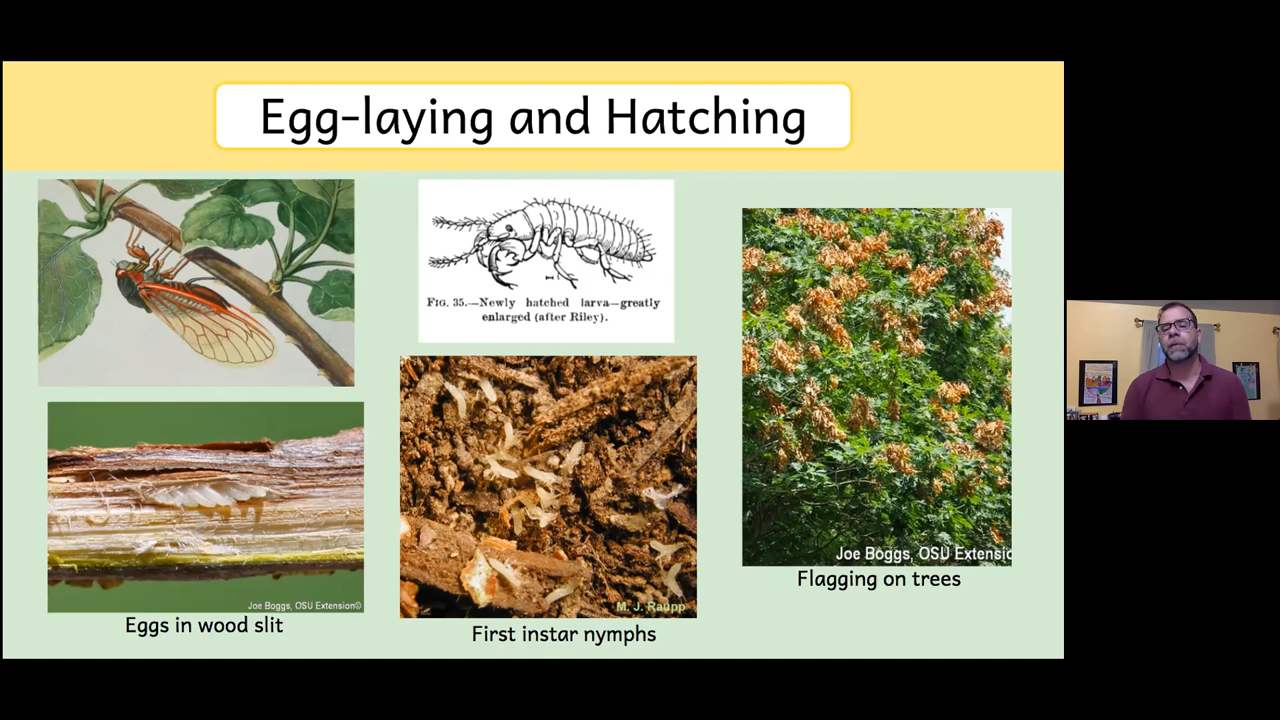 Egg-laying and Hatching
FIG. 35.—Newly hatched larva—greatly
enlarged (after Riley).
Joe Boggs, OSU Extension©
Eggs in wood slit
M. J. Raupp
First instar nymphs
Joe Boggs, OSU Extensio
Flagging on trees